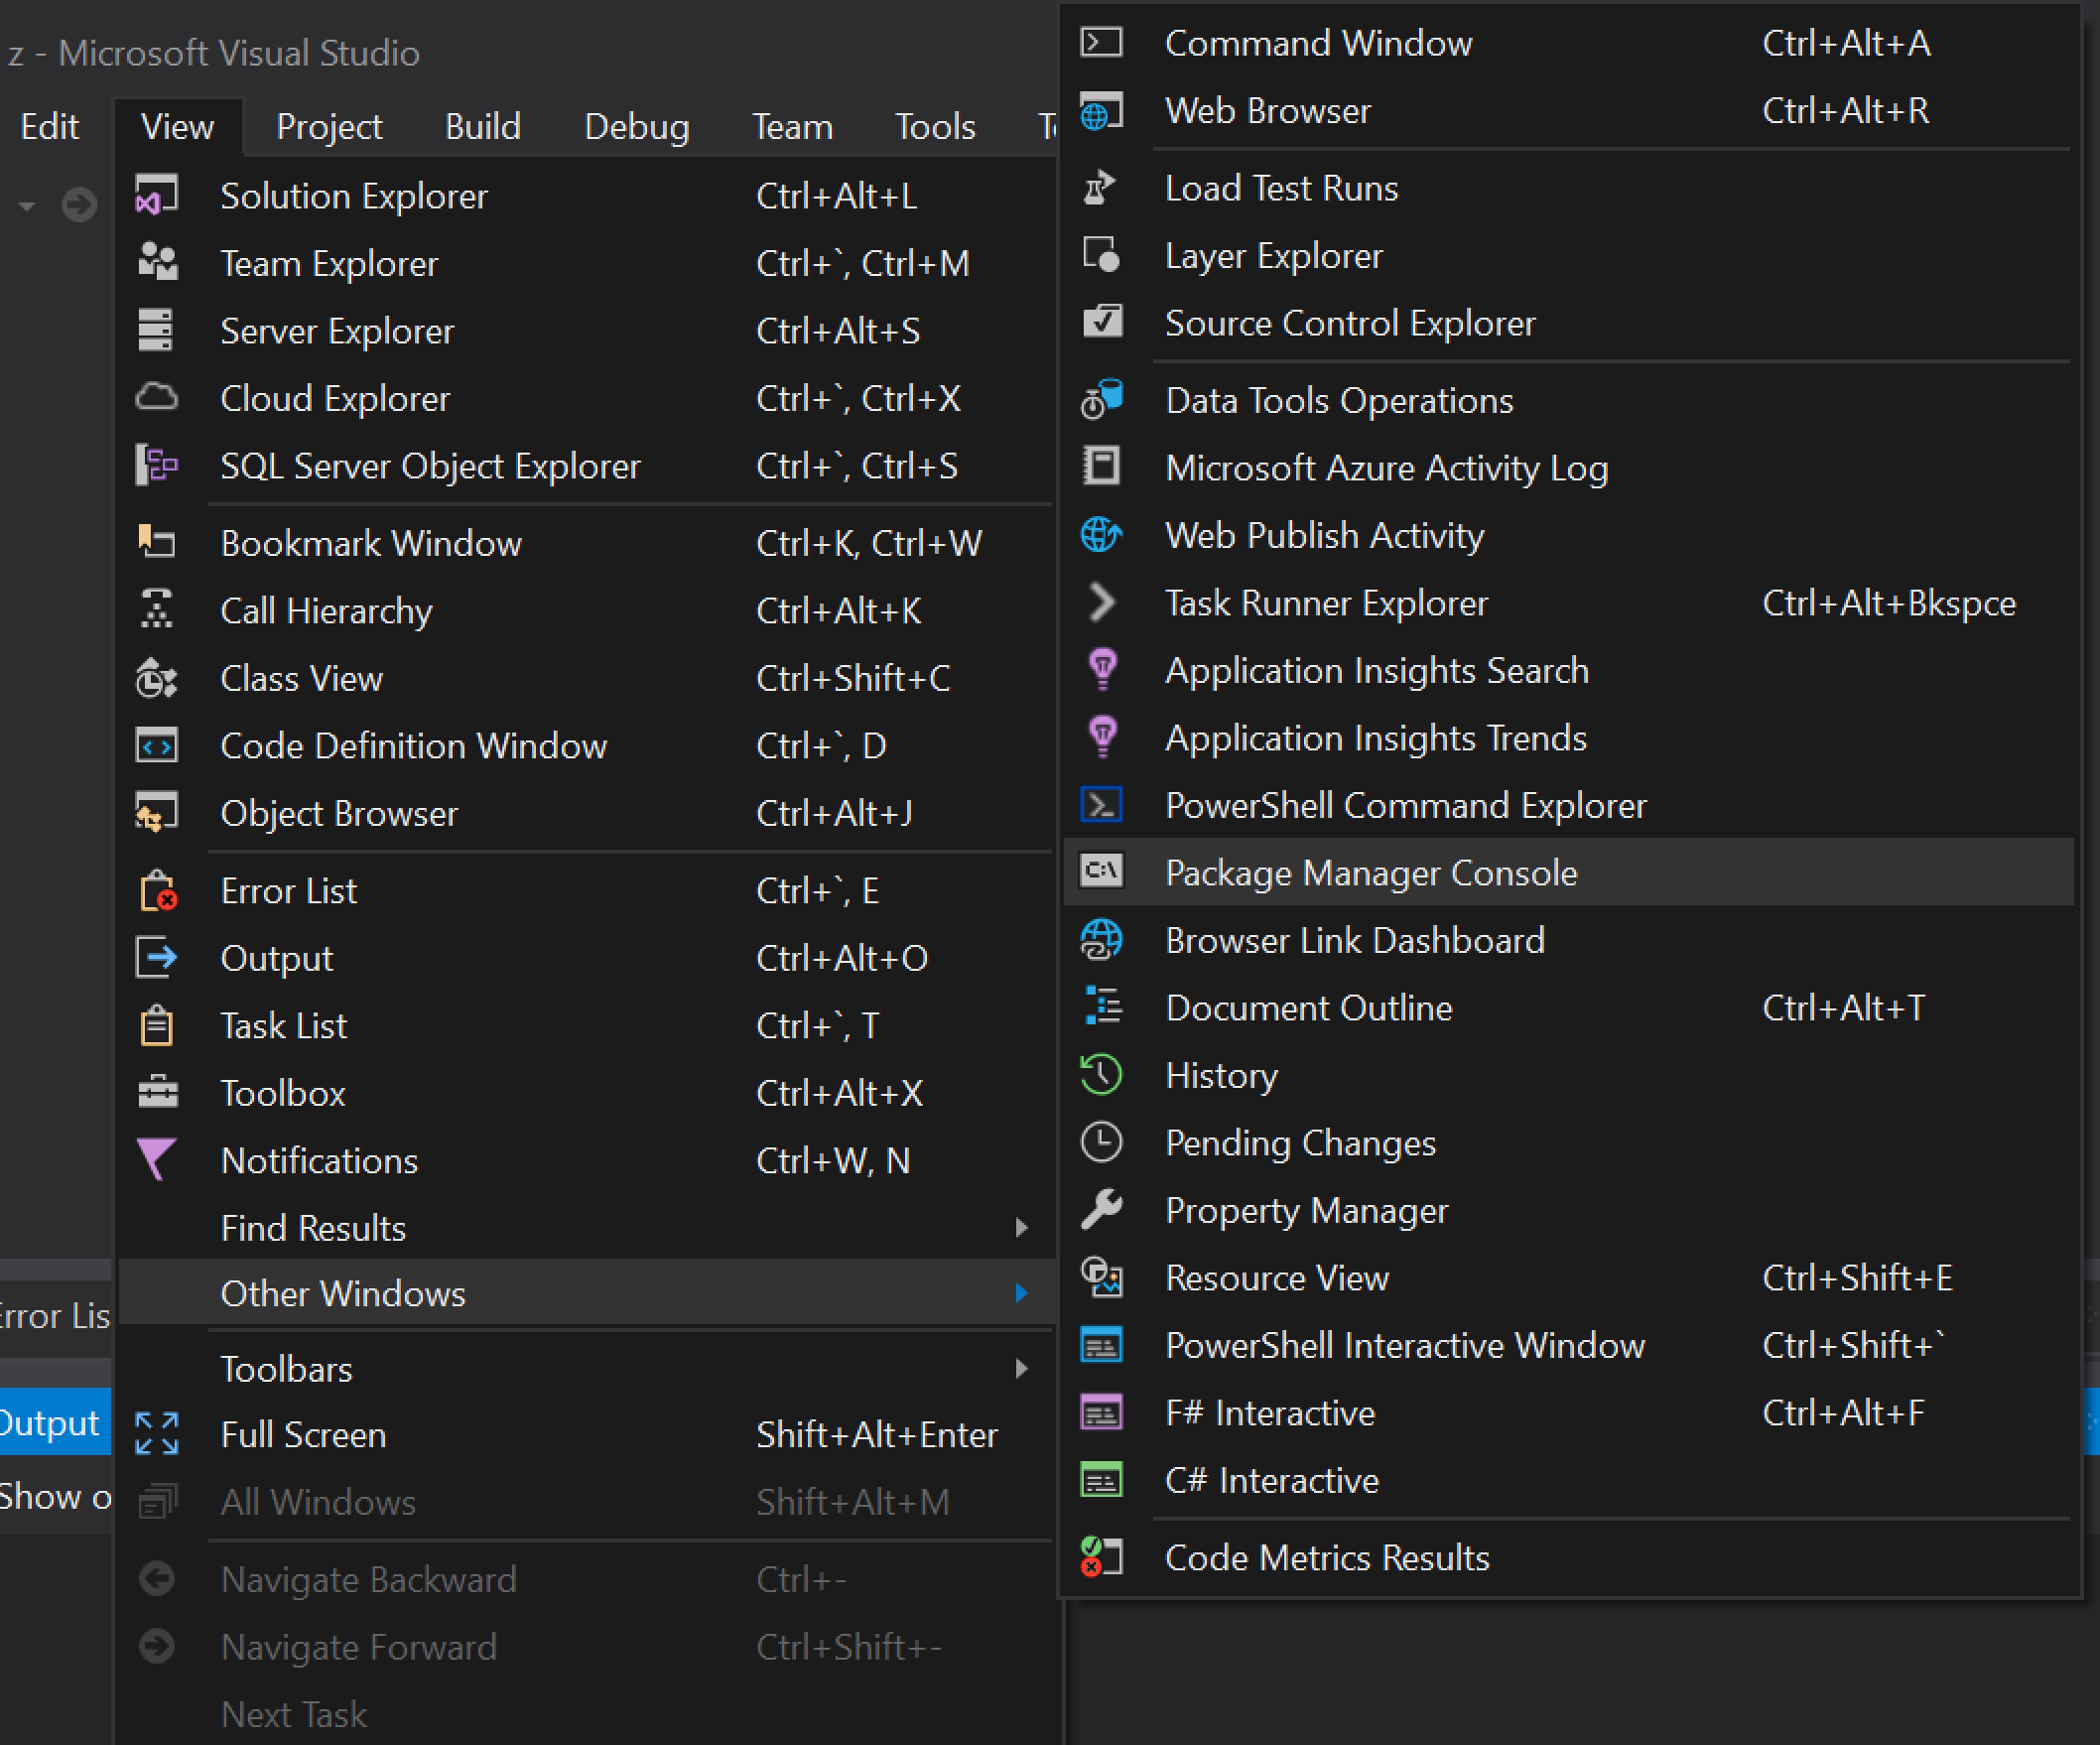 z - Microsoft Visual Studio
Edit View Project Build Debug Team Tools
Solution Explorer Ctrl+Alt+L
Team Explorer Ctrl+`, Ctrl+M
Server Explorer Ctrl+Alt+S
Cloud Explorer Ctrl+`, Ctrl+X
SQL Server Object Explorer Ctrl+`, Ctrl+S
Bookmark Window Ctrl+K, Ctrl+W
Call Hierarchy Ctrl+Alt+K
Class View Ctrl+Shift+C
Code Definition Window Ctrl+`, D
Object Browser Ctrl+Alt+J
Error List Ctrl+`, E
Output Ctrl+Alt+O
Task List Ctrl+`, T
Toolbox Ctrl+Alt+X
Notifications Ctrl+W, N
Find Results
Other Windows
Toolbars
Full Screen Shift+Alt+Enter
All Windows Shift+Alt+M
Navigate Backward Ctrl+-
Navigate Forward Ctrl+Shift+-
Next Task
Command Window Ctrl+Alt+A
Web Browser Ctrl+Alt+R
Load Test Runs
Layer Explorer
Source Control Explorer
Data Tools Operations
Microsoft Azure Activity Log
Web Publish Activity
Task Runner Explorer Ctrl+Alt+Bkspce
Application Insights Search
Application Insights Trends
PowerShell Command Explorer
C:\ Package Manager Console
Browser Link Dashboard
Document Outline Ctrl+Alt+T
History
Pending Changes
Property Manager
Resource View Ctrl+Shift+E
PowerShell Interactive Window Ctrl+Shift+`
F# Interactive Ctrl+Alt+F
C# Interactive
Code Metrics Results
Output
Show